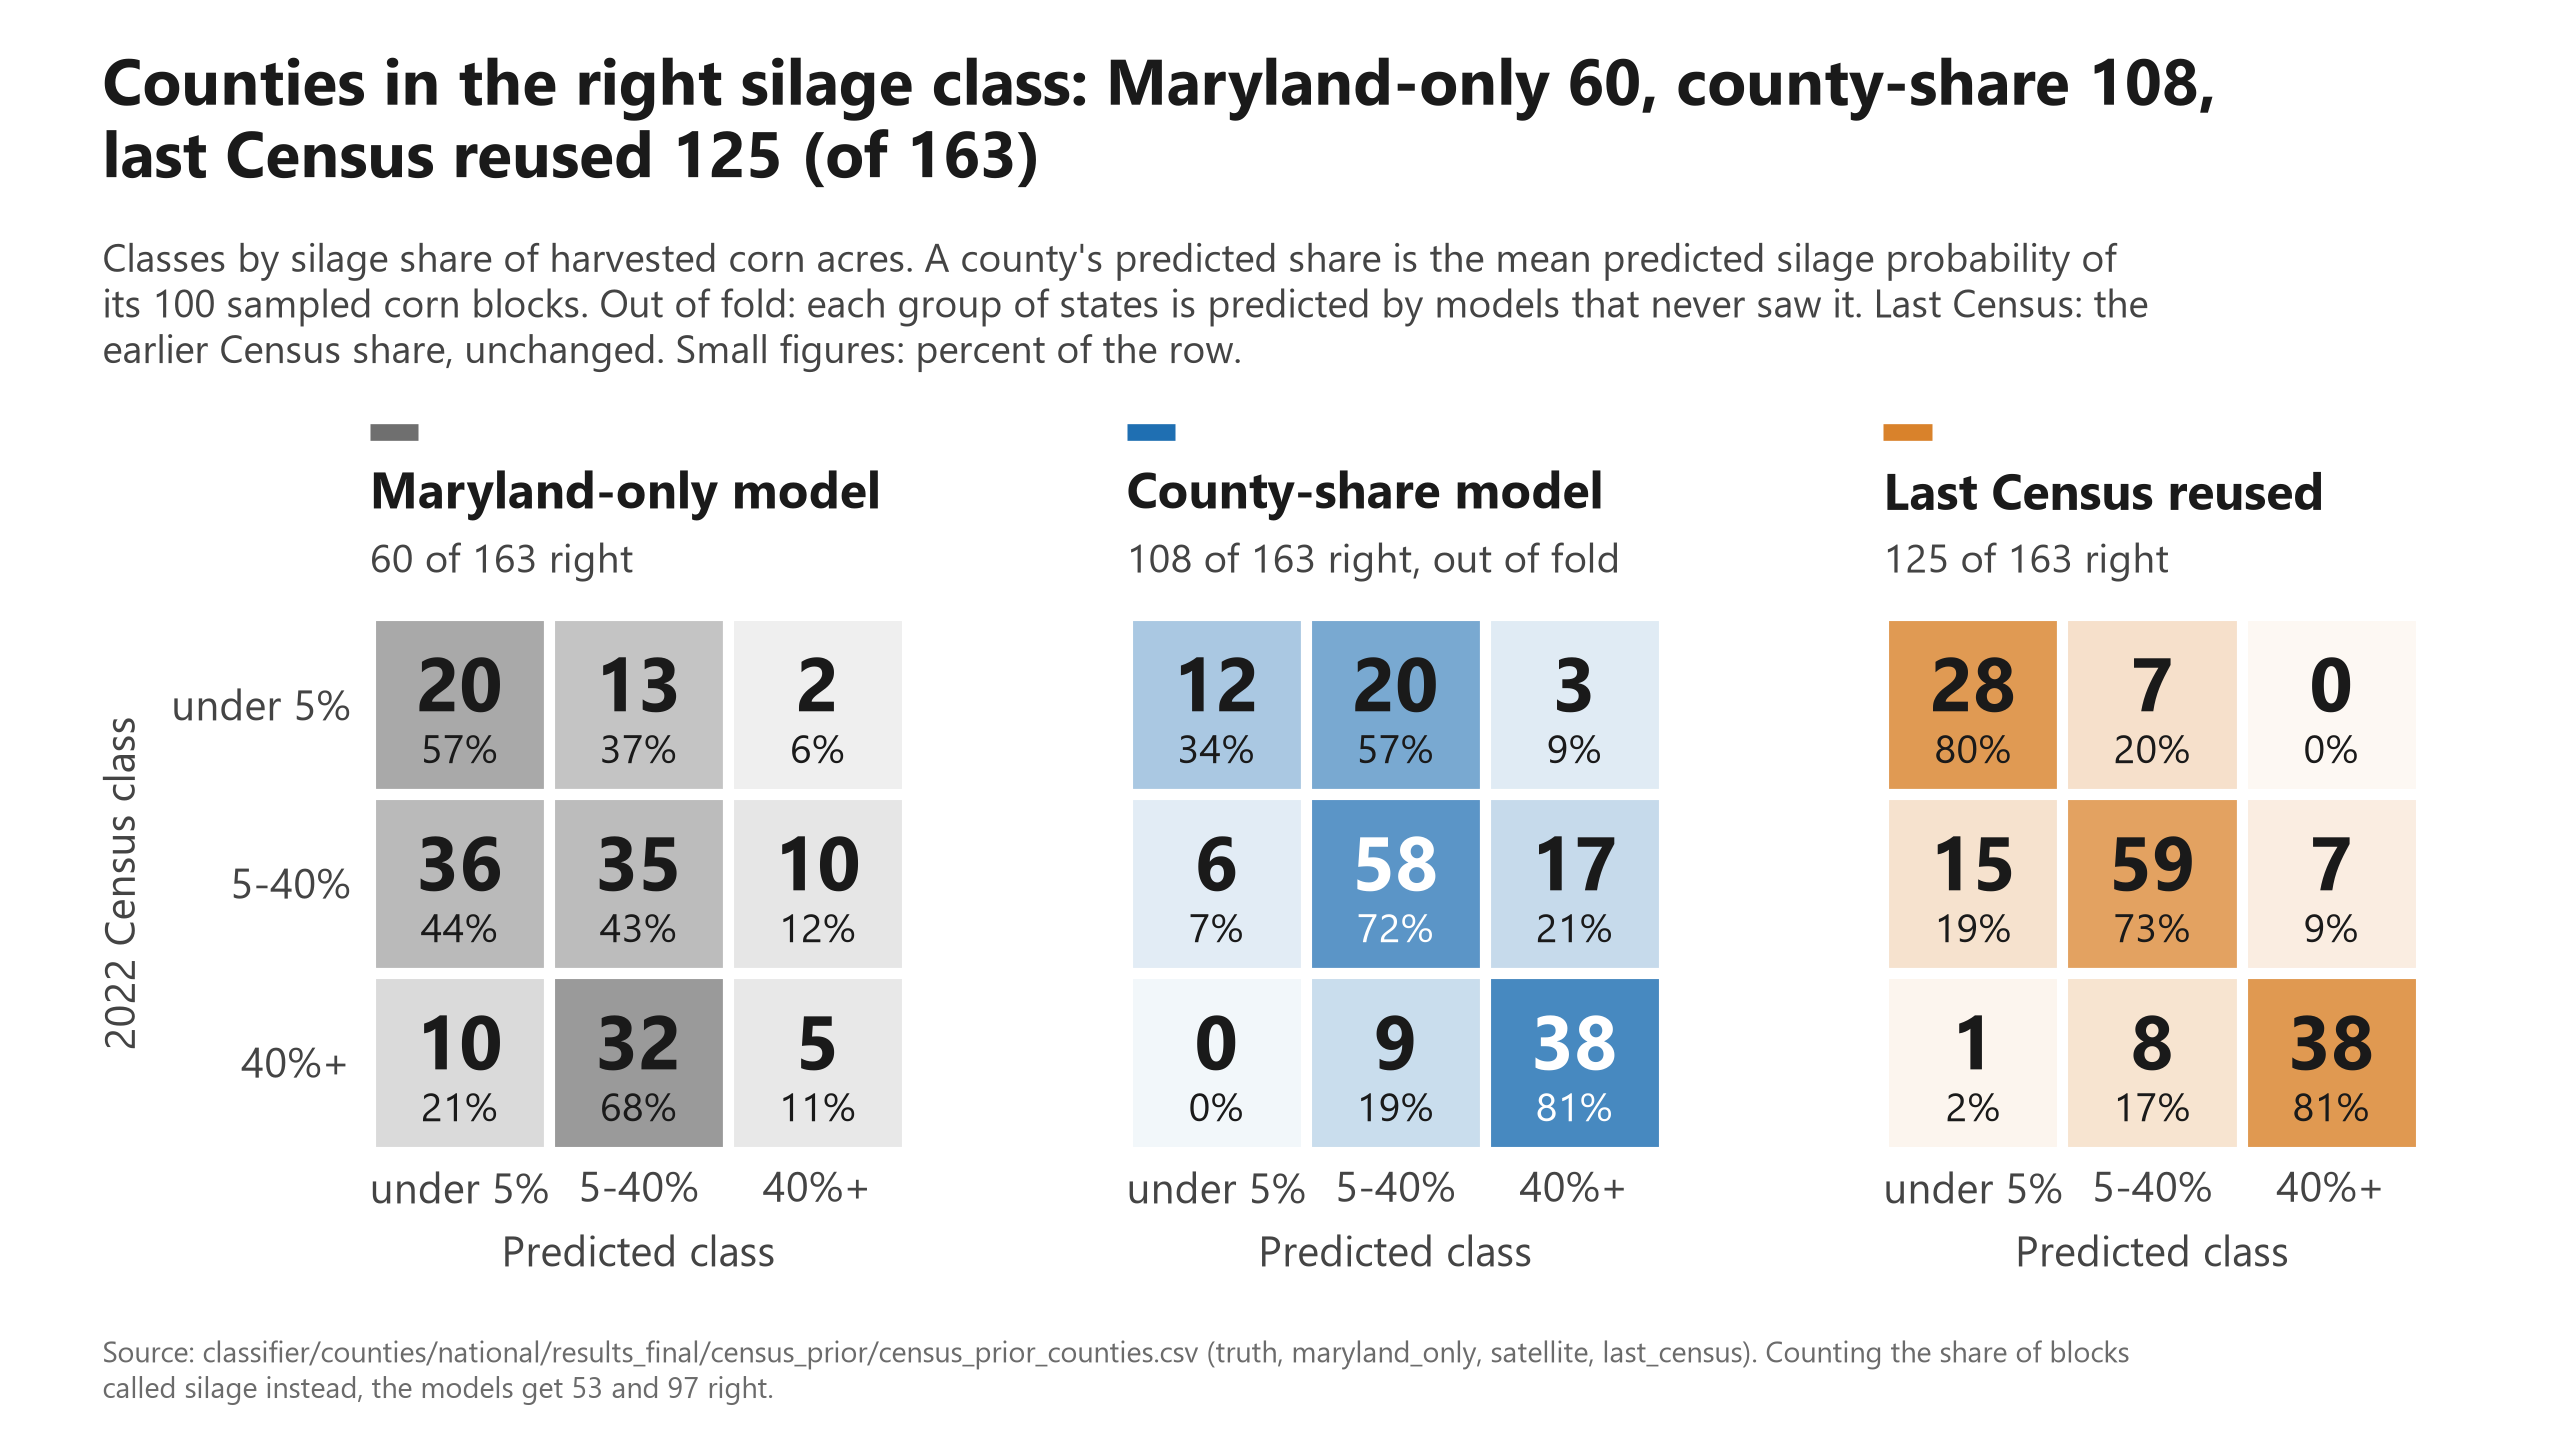 Counties in the right silage class: Maryland-only 60, county-share 108,
last Census reused 125 (of 163)
Classes by silage share of harvested corn acres. A county's predicted share is the mean predicted silage probability of
its 100 sampled corn blocks. Out of fold: each group of states is predicted by models that never saw it. Last Census: the
earlier Census share, unchanged. Small figures: percent of the row.
Maryland-only model
60 of 163 right
2022 Census class
under 5%
20 13 2
57% 37% 6%
5-40%
36 35 10
44% 43% 12%
40%+
10 32 5
21% 68% 11%
under 5% 5-40% 40%+
Predicted class
County-share model
108 of 163 right, out of fold
12 20 3
34% 57% 9%
6 58 17
7% 72% 21%
0 9 38
0% 19% 81%
under 5% 5-40% 40%+
Predicted class
Last Census reused
125 of 163 right
28 7 0
80% 20% 0%
15 59 7
19% 73% 9%
1 8 38
2% 17% 81%
under 5% 5-40% 40%+
Predicted class
Source: classifier/counties/national/results_final/census_prior/census_prior_counties.csv (truth, maryland_only, satellite, last_census). Counting the share of blocks
called silage instead, the models get 53 and 97 right.